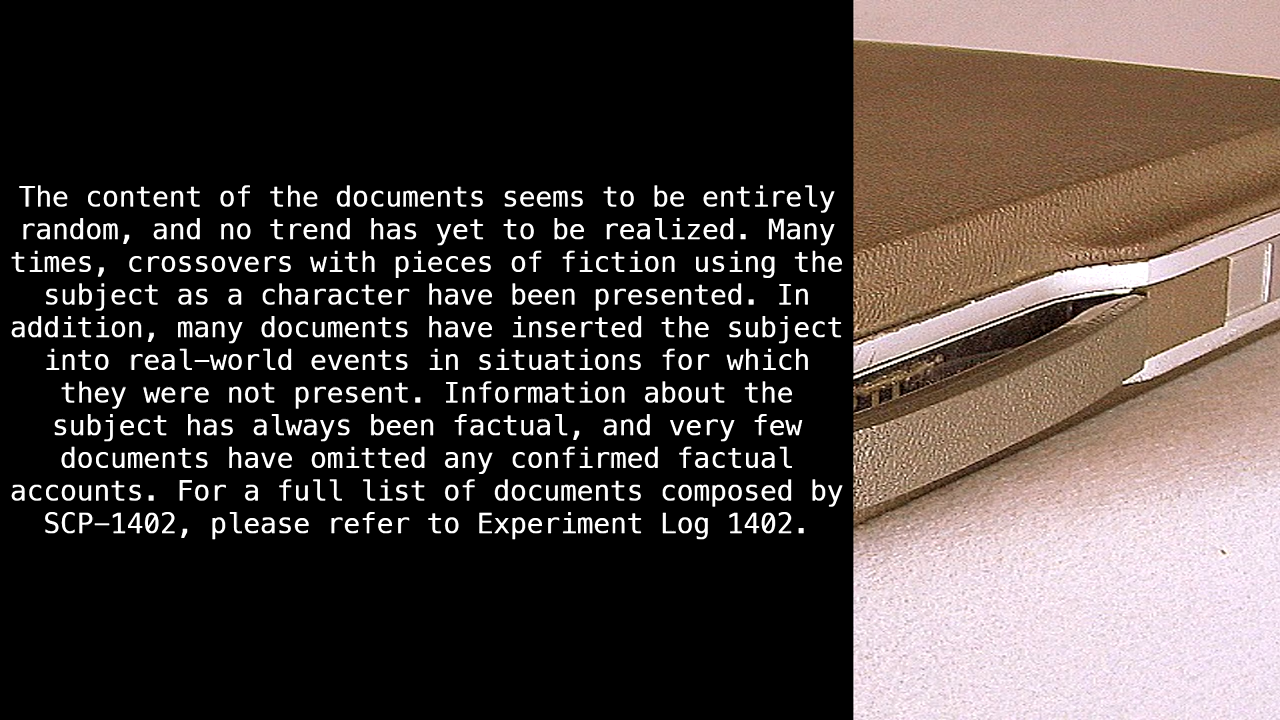 The content of the documents seems to be entirely
random, and no trend has yet to be realized. Many
times, crossovers with pieces of fiction using the
subject as a character have been presented. In
addition, many documents have inserted the subject
into real-world events in situations for which
they were not present. Information about the
subject has always been factual, and very few
documents have omitted any confirmed factual
accounts. For a full list of documents composed by
SCP-1402, please refer to Experiment Log 1402.